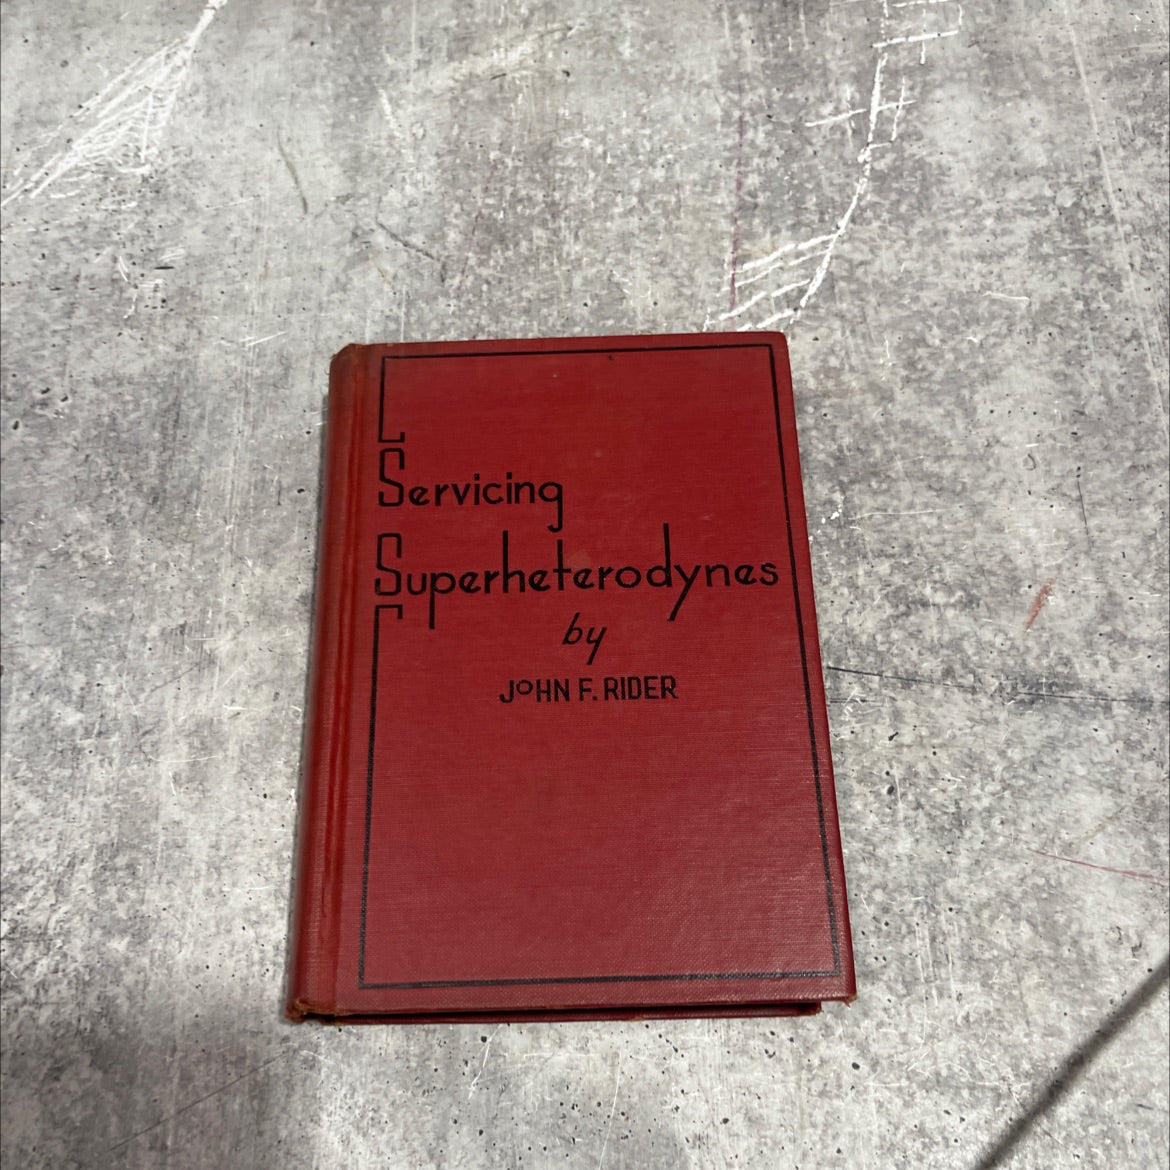 Servicing
Superheterodynes
by
JOHN F. RIDER